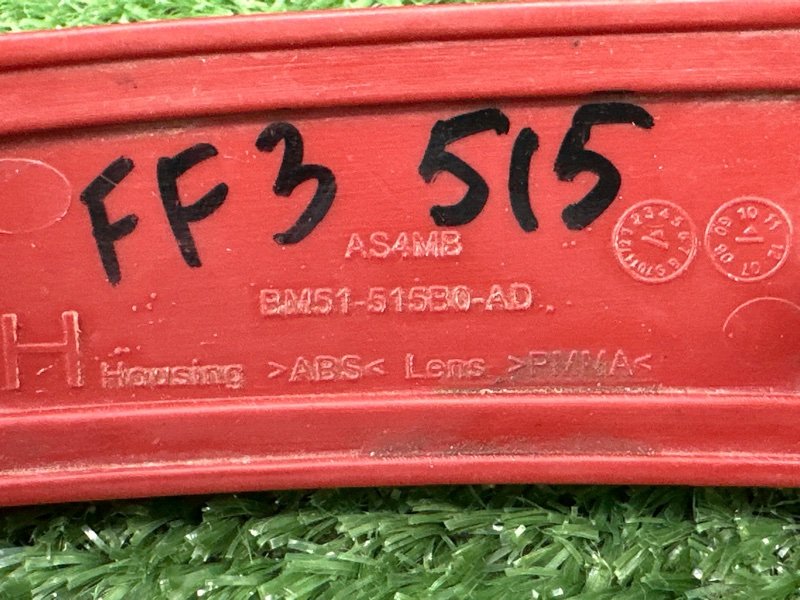 FF3 515
AS4MB
BM51-515B0-AD
H
Housing >ABS< Lens >PMMA<